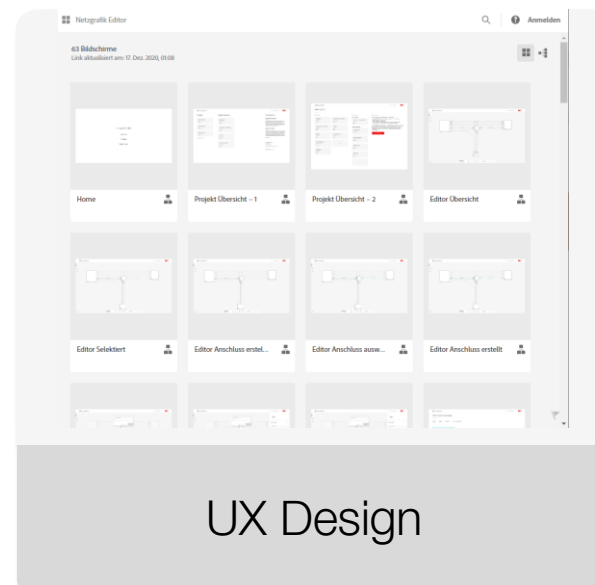 Netzgrafik Editor
Anmelden
63 Bildschirme
Link aktualisiert am: 17. Dez. 2020, 01:08
Home
Projekt Übersicht – 1
Projekt Übersicht – 2
Editor Übersicht
Editor Selektiert
Editor Anschluss erstel...
Editor Anschluss ausw...
Editor Anschluss erstellt
UX Design